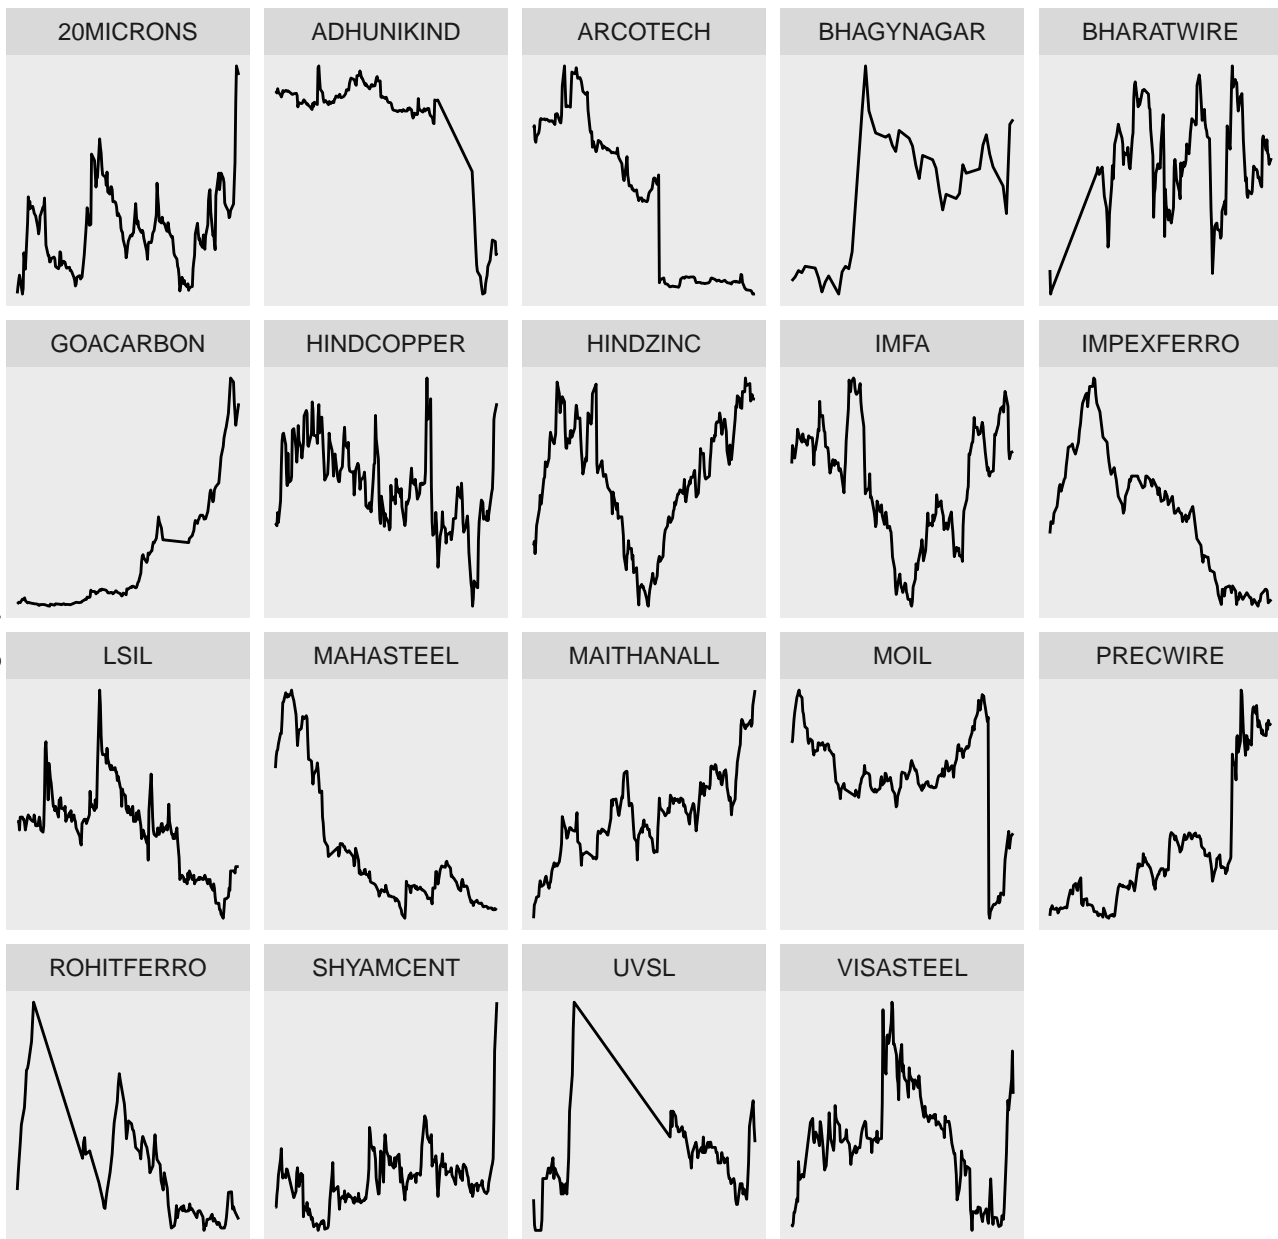 20MICRONS
ADHUNIKIND
ARCOTECH
BHAGYNAGAR
BHARATWIRE
GOACARBON
HINDCOPPER
HINDZINC
IMFA
IMPEXFERRO
LSIL
MAHASTEEL
MAITHANALL
MOIL
PRECWIRE
ROHITFERRO
SHYAMCENT
UVSL
VISASTEEL